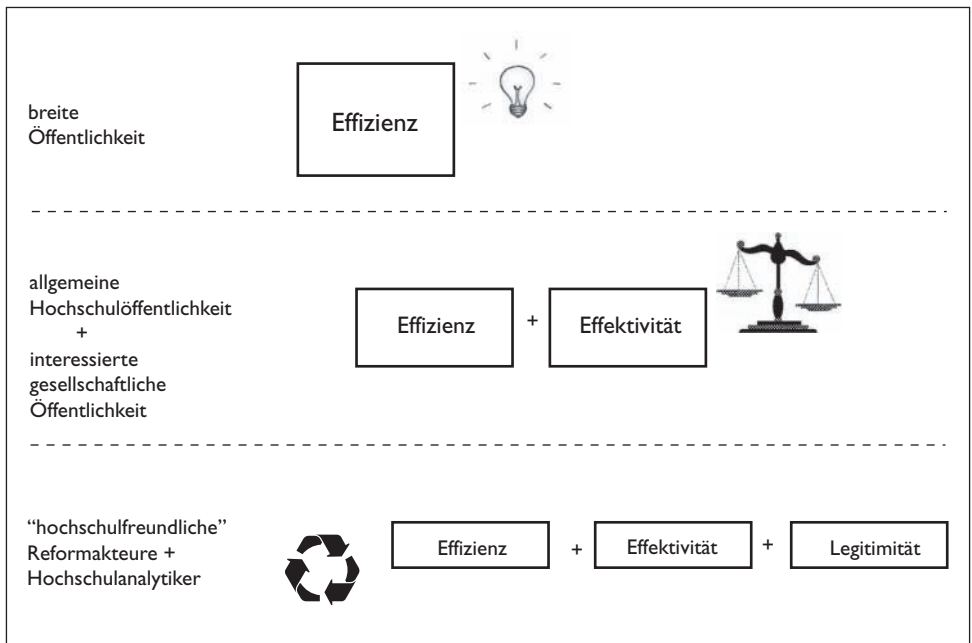 breite
Öffentlichkeit
Effizienz
allgemeine
Hochschulöffentlichkeit
+
interessierte
gesellschaftliche
Öffentlichkeit
Effizienz + Effektivität
“hochschulfreundliche”
Reformakteure +
Hochschulanalytiker
Effizienz + Effektivität + Legitimität